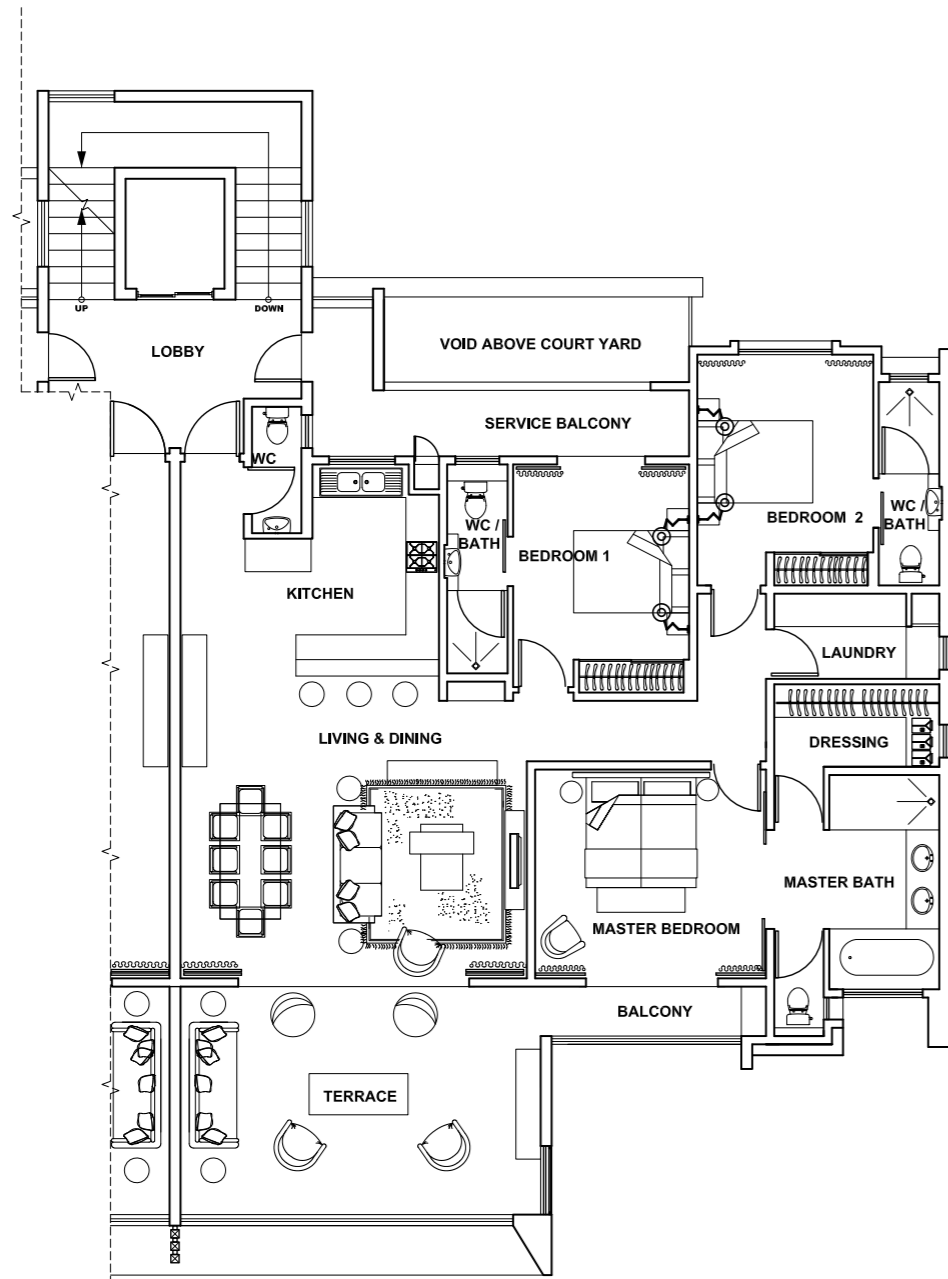 UP
DOWN
LOBBY
VOID ABOVE COURT YARD
SERVICE BALCONY
WC
WC /
BATH
BEDROOM 1
BEDROOM 2
WC /
BATH
KITCHEN
LAUNDRY
LIVING & DINING
DRESSING
MASTER BATH
MASTER BEDROOM
BALCONY
TERRACE